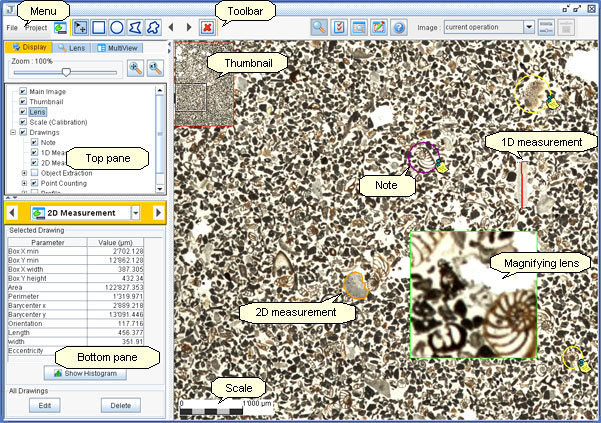 Menu
Toolbar
File Project
Image : current operation
Display Lens MultiView
Zoom : 100%
Main Image
Thumbnail
Lens
Scale (Calibration)
Drawings
Note
1D Mea
2D Mea
Object Extraction
Point Counting
Top pane
Thumbnail
1D measurement
Note
Magnifying lens
2D measurement
2D Measurement
Selected Drawing
Parameter Value (µm)
Box X min 2'702.128
Box Y min 12'862.128
Box X width 387.305
Box Y height 432.34
Area 122'827.353
Perimeter 1'319.971
Barycenter x 2'889.218
Barycenter y 13'091.446
Orientation 117.716
Length 456.377
width 351.91
Eccentricity
Bottom pane
Show Histogram
All Drawings
Edit Delete
Scale
0 1'000 µm